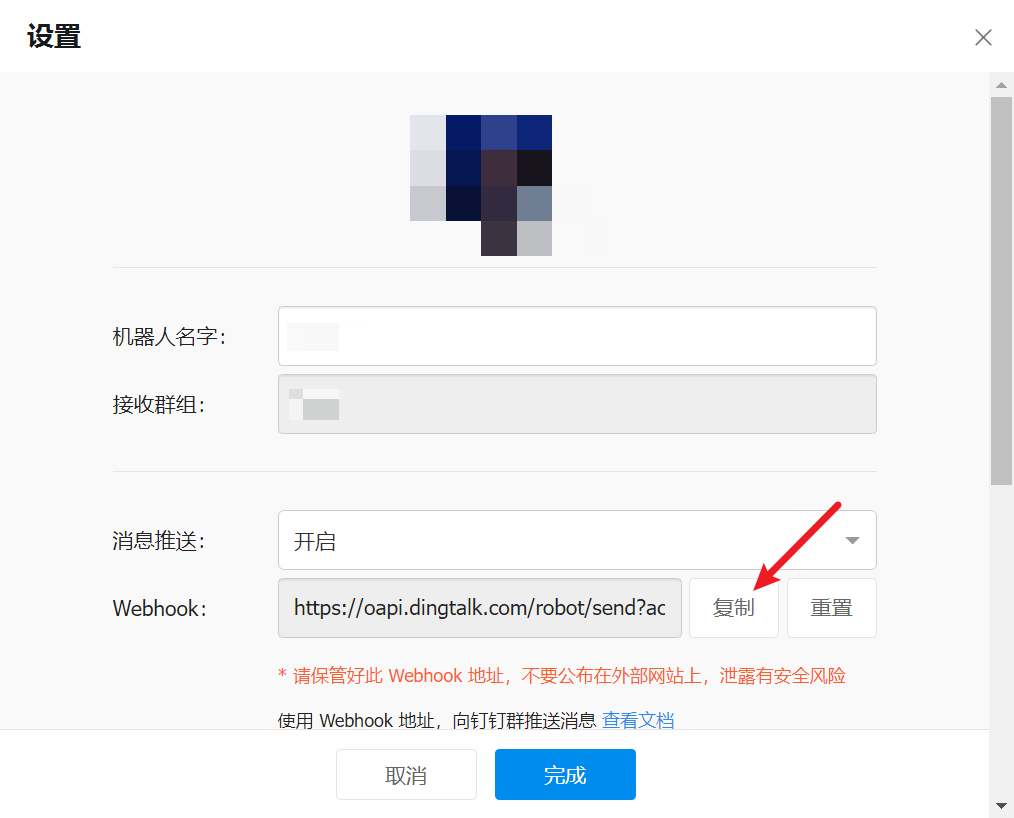 设置
机器人名字：
接收群组：
消息推送： 开启
Webhook： https://oapi.dingtalk.com/robot/send?ac 复制 重置
* 请保管好此 Webhook 地址，不要公布在外部网站上，泄露有安全风险
使用 Webhook 地址，向钉钉群推送消息 查看文档
取消 完成